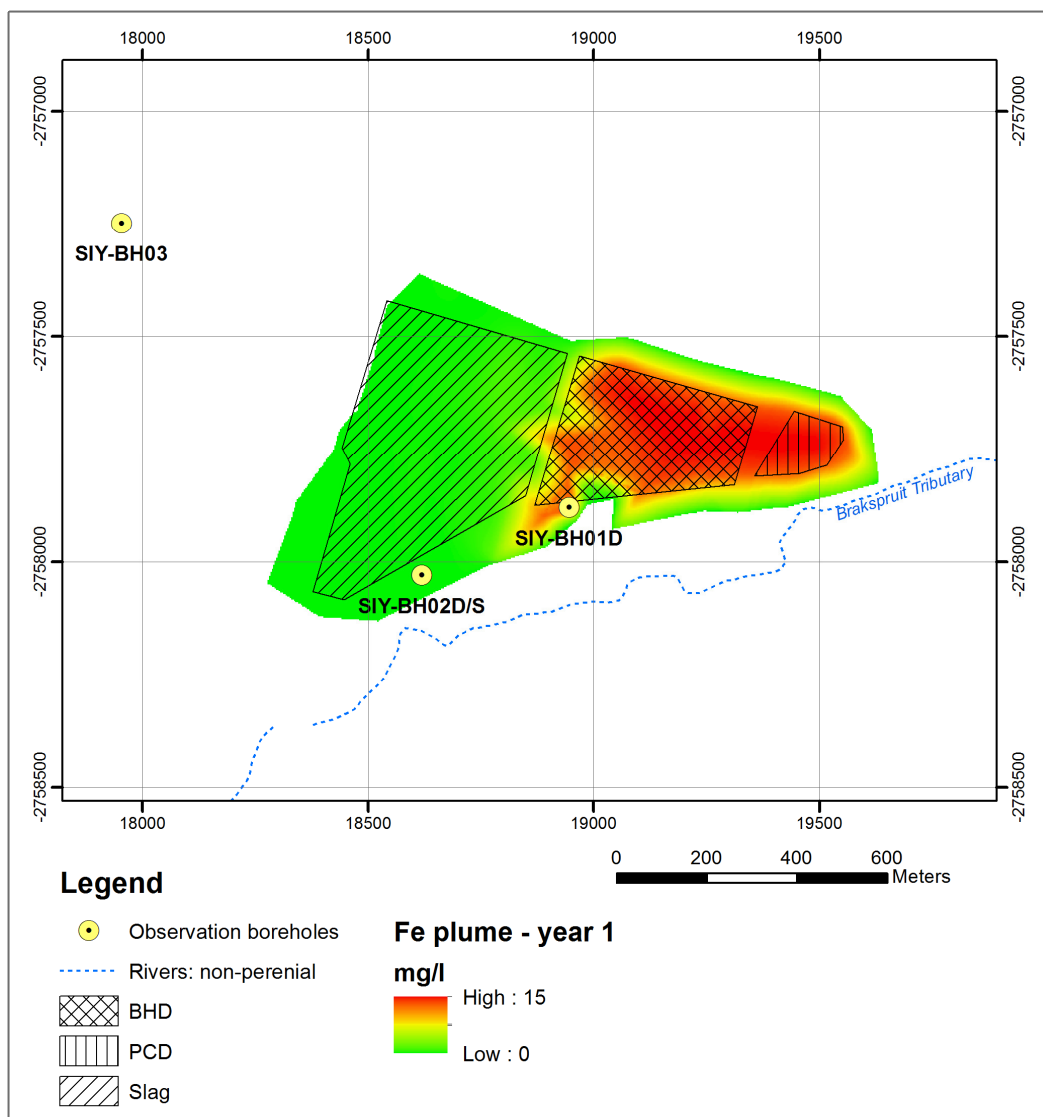 18000 18500 19000 19500
-2757000 -2757000
SIY-BH03
-2757500 -2757500
Brakspruit Tributary
SIY-BH01D
-2758000 -2758000
SIY-BH02D/S
-2758500 -2758500
18000 18500 19000 19500
0 200 400 600
Meters
Legend
Observation boreholes
Rivers: non-perenial
BHD
PCD
Slag
Fe plume - year 1
mg/l
High : 15
Low : 0